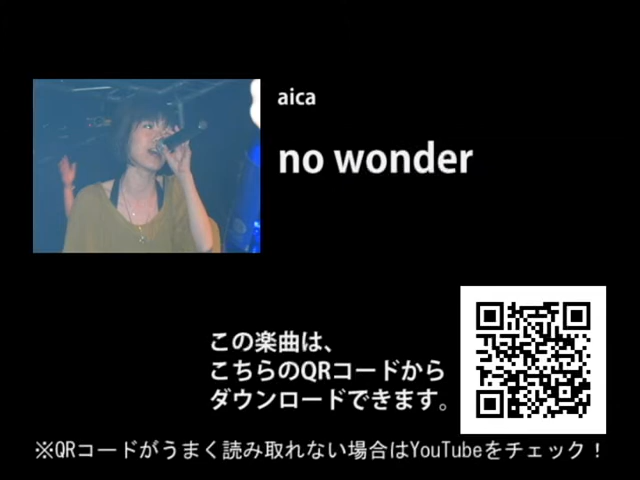 aica
no wonder
この楽曲は、
こちらのQRコードから
ダウンロードできます。
※QRコードがうまく読み取れない場合はYouTubeをチェック！